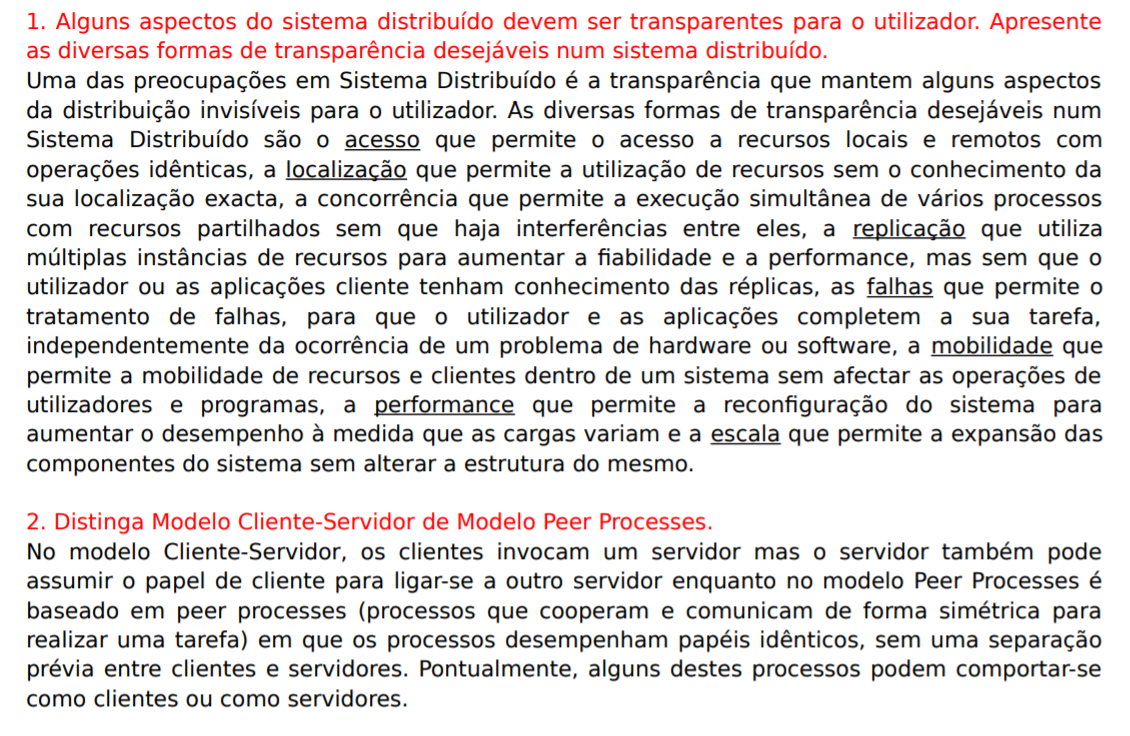 1. Alguns aspectos do sistema distribuído devem ser transparentes para o utilizador. Apresente
as diversas formas de transparência desejáveis num sistema distribuído.
Uma das preocupações em Sistema Distribuído é a transparência que mantem alguns aspectos
da distribuição invisíveis para o utilizador. As diversas formas de transparência desejáveis num
Sistema Distribuído são o acesso que permite o acesso a recursos locais e remotos com
operações idênticas, a localização que permite a utilização de recursos sem o conhecimento da
sua localização exacta, a concorrência que permite a execução simultânea de vários processos
com recursos partilhados sem que haja interferências entre eles, a replicação que utiliza
múltiplas instâncias de recursos para aumentar a fiabilidade e a performance, mas sem que o
utilizador ou as aplicações cliente tenham conhecimento das réplicas, as falhas que permite o
tratamento de falhas, para que o utilizador e as aplicações completem a sua tarefa,
independentemente da ocorrência de um problema de hardware ou software, a mobilidade que
permite a mobilidade de recursos e clientes dentro de um sistema sem afectar as operações de
utilizadores e programas, a performance que permite a reconfiguração do sistema para
aumentar o desempenho à medida que as cargas variam e a escala que permite a expansão das
componentes do sistema sem alterar a estrutura do mesmo.
2. Distinga Modelo Cliente-Servidor de Modelo Peer Processes.
No modelo Cliente-Servidor, os clientes invocam um servidor mas o servidor também pode
assumir o papel de cliente para ligar-se a outro servidor enquanto no modelo Peer Processes é
baseado em peer processes (processos que cooperam e comunicam de forma simétrica para
realizar uma tarefa) em que os processos desempenham papéis idênticos, sem uma separação
prévia entre clientes e servidores. Pontualmente, alguns destes processos podem comportar-se
como clientes ou como servidores.